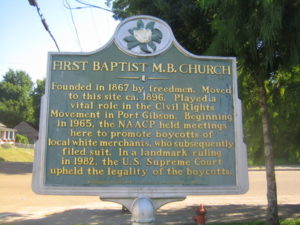 FIRST BAPTIST M.B. CHURCH
Founded in 1867 by freedmen. Moved
to this site ca. 1896. Played a
vital role in the Civil Rights
Movement in Port Gibson. Beginning
in 1965, the NAACP held meetings
here to promote boycotts of
local white merchants, who subsequently
filed suit. In a landmark ruling
in 1982, the U.S. Supreme Court
upheld the legality of the boycotts.